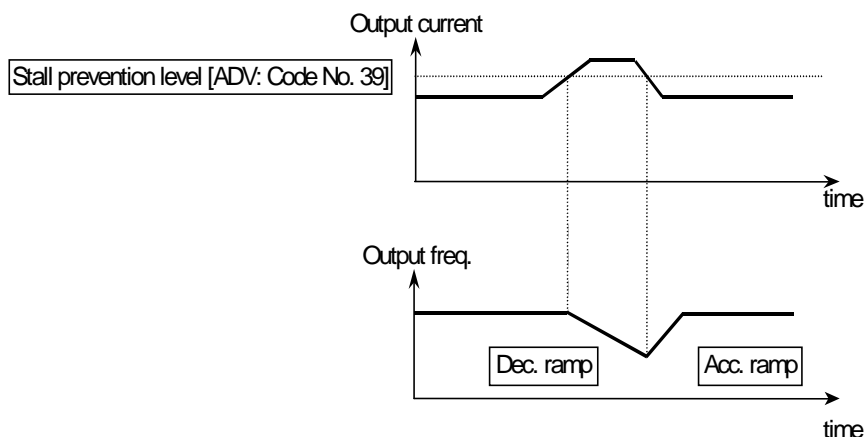 Output current
Stall prevention level [ADV: Code No. 39]
time
Output freq.
Dec. ramp
Acc. ramp
time